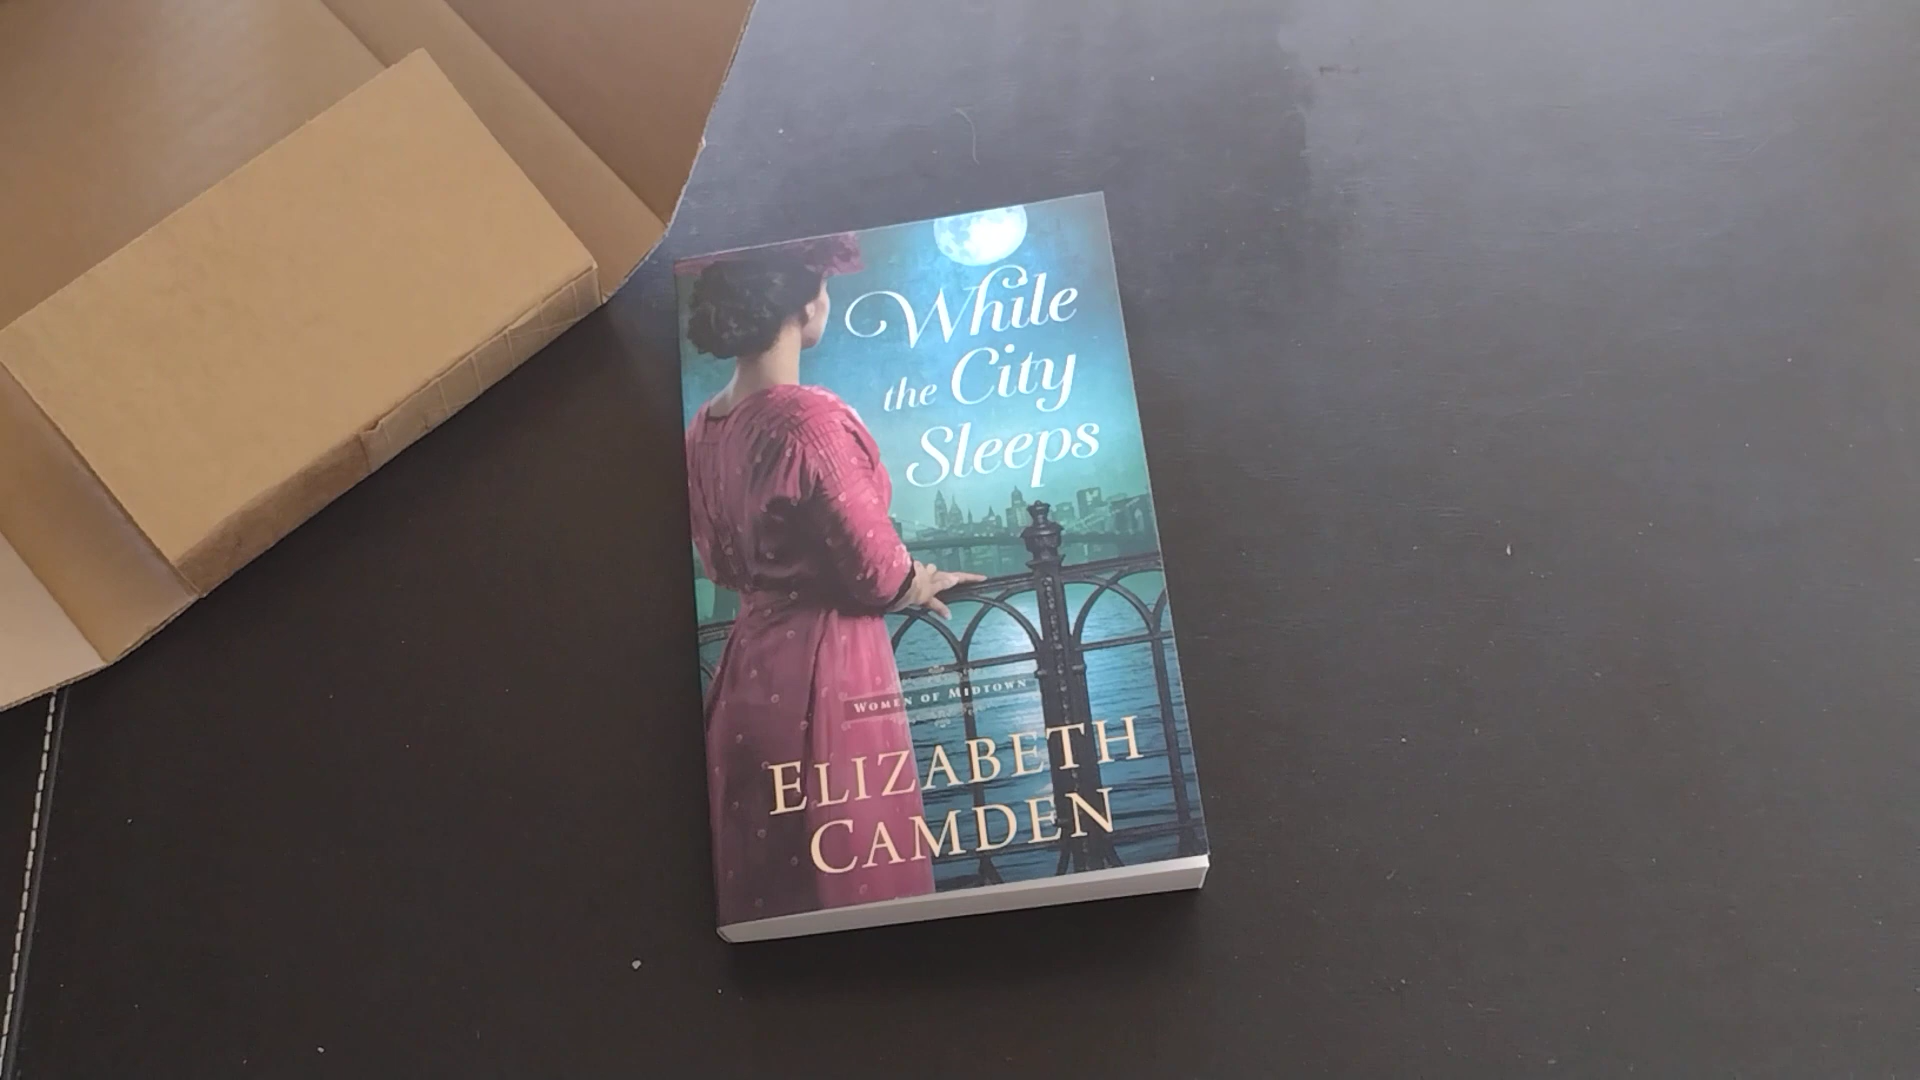 While
the City
Sleeps
WOMEN OF MIDTOWN
ELIZABETH
CAMDEN